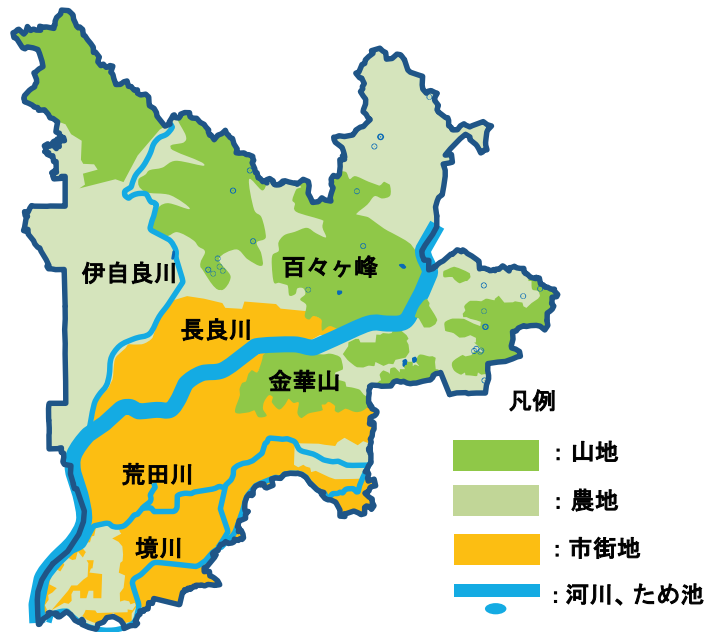 伊自良川
百々ヶ峰
長良川
金華山
荒田川
境川
凡例
：山地
：農地
：市街地
：河川、ため池